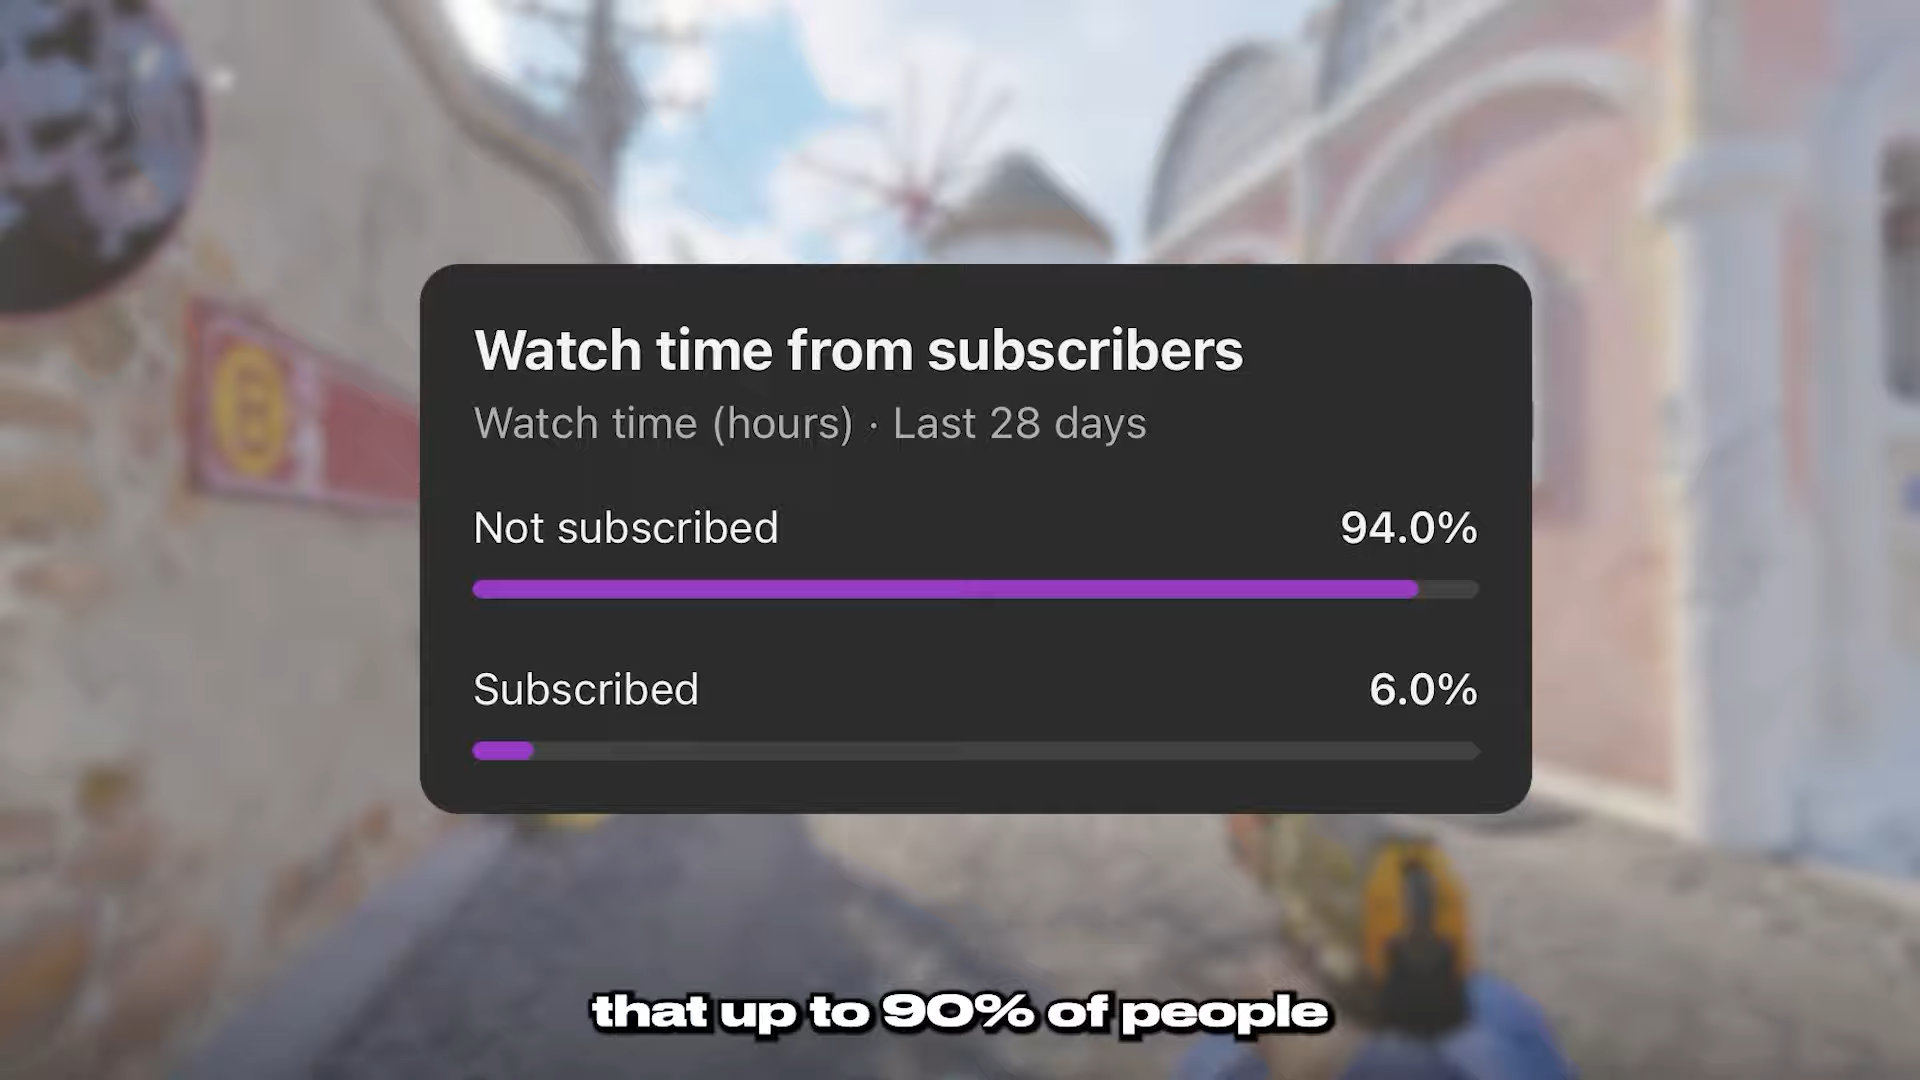 Watch time from subscribers
Watch time (hours) · Last 28 days
Not subscribed 94.0%
Subscribed 6.0%
that up to 90% of people